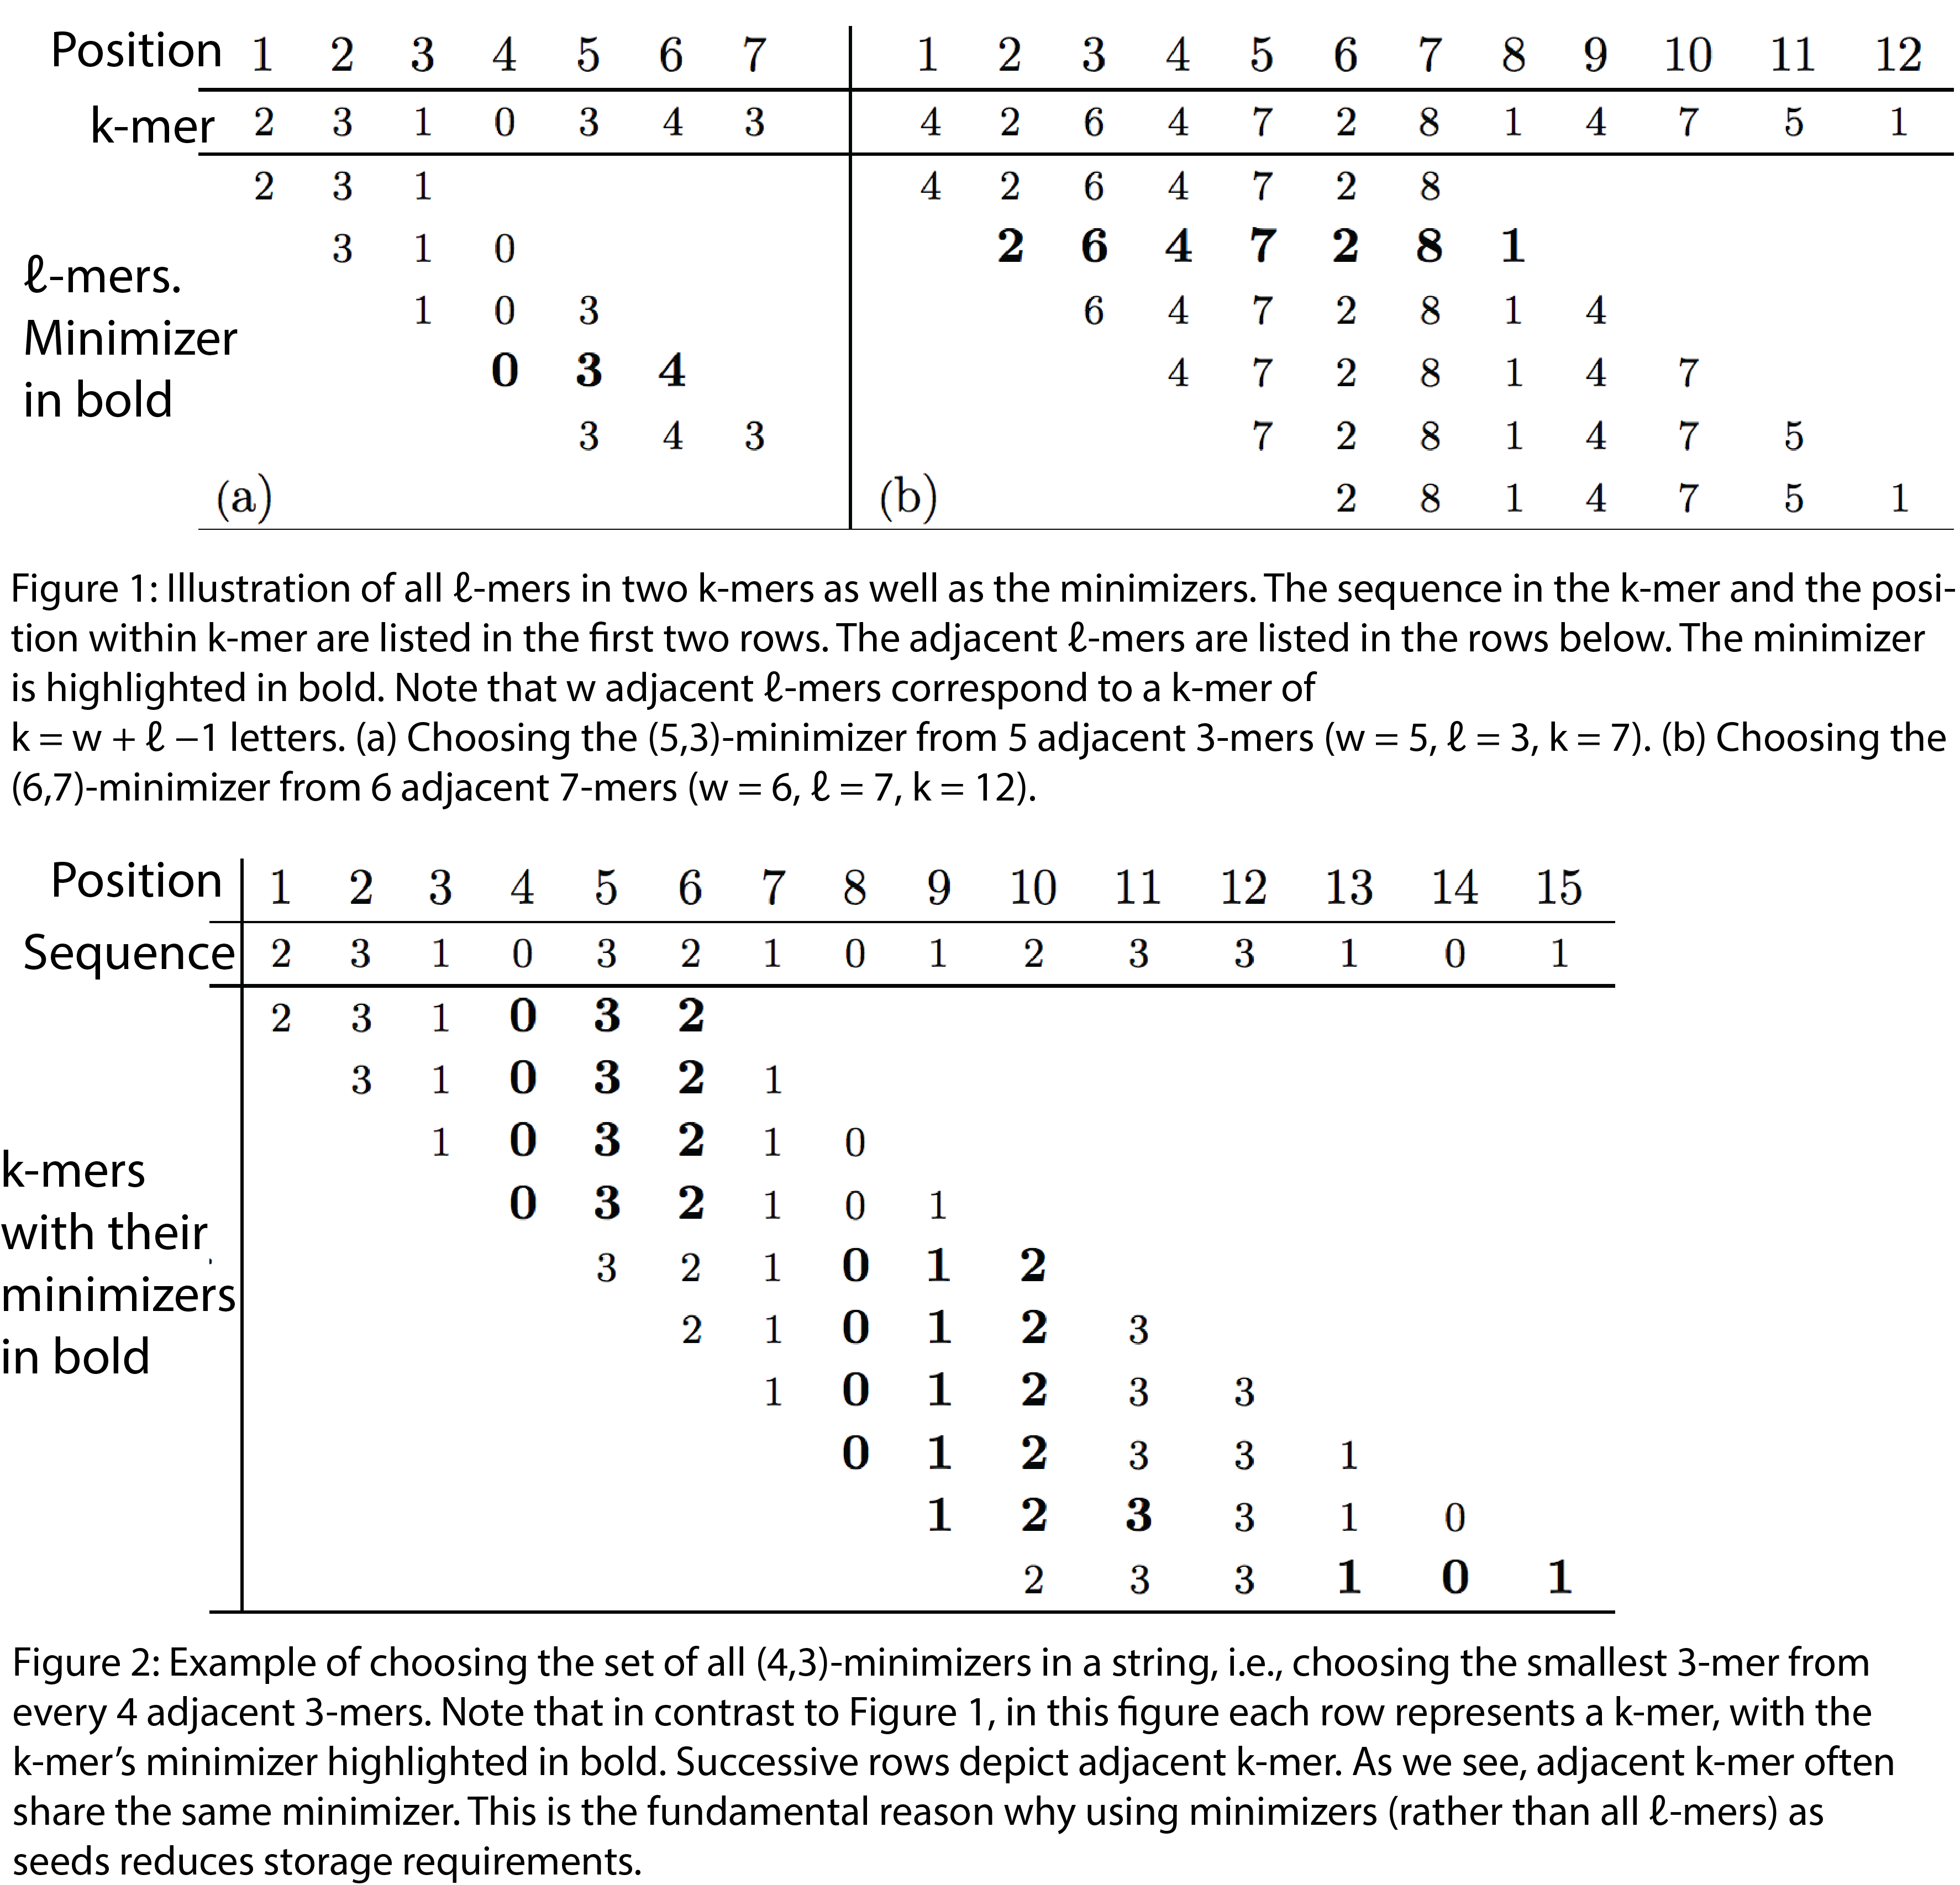 Position 1 2 3 4 5 6 7 1 2 3 4 5 6 7 8 9 10 11 12
k-mer 2 3 1 0 3 4 3 4 2 6 4 7 2 8 1 4 7 5 1
2 3 1 4 2 6 4 7 2 8
3 1 0 2 6 4 7 2 8 1
ℓ-mers.
1 0 3 6 4 7 2 8 1 4
Minimizer
0 3 4 4 7 2 8 1 4 7
in bold
3 4 3 7 2 8 1 4 7 5
(a) (b) 2 8 1 4 7 5 1
Figure 1: Illustration of all ℓ-mers in two k-mers as well as the minimizers. The sequence in the k-mer and the posi-
tion within k-mer are listed in the first two rows. The adjacent ℓ-mers are listed in the rows below. The minimizer
is highlighted in bold. Note that w adjacent ℓ-mers correspond to a k-mer of
k = w + ℓ −1 letters. (a) Choosing the (5,3)-minimizer from 5 adjacent 3-mers (w = 5, ℓ = 3, k = 7). (b) Choosing the
(6,7)-minimizer from 6 adjacent 7-mers (w = 6, ℓ = 7, k = 12).
Position 1 2 3 4 5 6 7 8 9 10 11 12 13 14 15
Sequence 2 3 1 0 3 2 1 0 1 2 3 3 1 0 1
2 3 1 0 3 2
3 1 0 3 2 1
1 0 3 2 1 0
k-mers
0 3 2 1 0 1
with their
3 2 1 0 1 2
minimizers
2 1 0 1 2 3
in bold
1 0 1 2 3 3
0 1 2 3 3 1
1 2 3 3 1 0
2 3 3 1 0 1
Figure 2: Example of choosing the set of all (4,3)-minimizers in a string, i.e., choosing the smallest 3-mer from
every 4 adjacent 3-mers. Note that in contrast to Figure 1, in this figure each row represents a k-mer, with the
k-mer’s minimizer highlighted in bold. Successive rows depict adjacent k-mer. As we see, adjacent k-mer often
share the same minimizer. This is the fundamental reason why using minimizers (rather than all ℓ-mers) as
seeds reduces storage requirements.